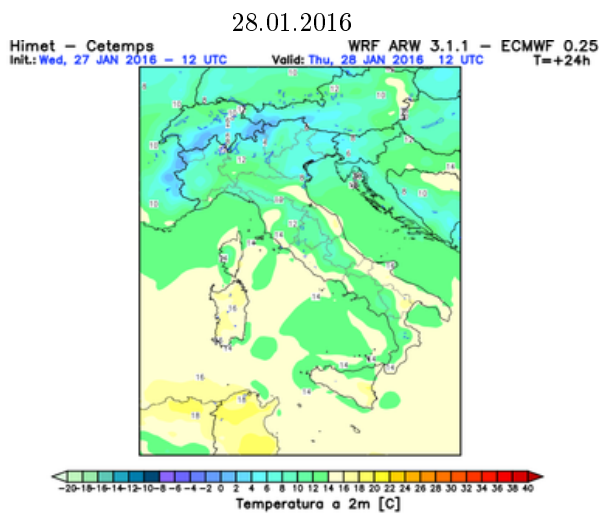 28.01.2016
Himet – Cetemps WRF ARW 3.1.1 – ECMWF 0.25
Init.: Wed, 27 JAN 2016 – 12 UTC Valid: Thu, 28 JAN 2016 12 UTC T=+24h
-20-18-16-14-12-10-8 -6 -4 -2 0 2 4 6 8 10 12 14 16 18 20 22 24 26 28 30 32 34 36 38 40
Temperatura a 2m [C]